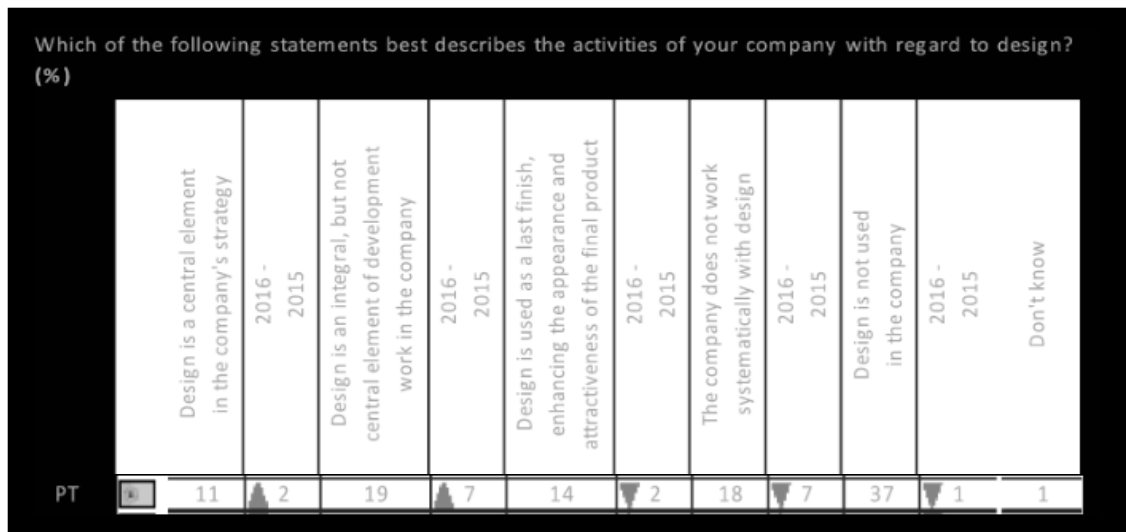 Which of the following statements best describes the activities of your company with regard to design?
(%)
Design is a central element
in the company's strategy
2016 -
2015
Design is an integral, but not
central element of development
work in the company
2016 -
2015
Design is used as a last finish,
enhancing the appearance and
attractiveness of the final product
2016 -
2015
The company does not work
systematically with design
2016 -
2015
Design is not used
in the company
2016 -
2015
Don't know
PT 11 2 19 7 14 2 18 7 37 1 1